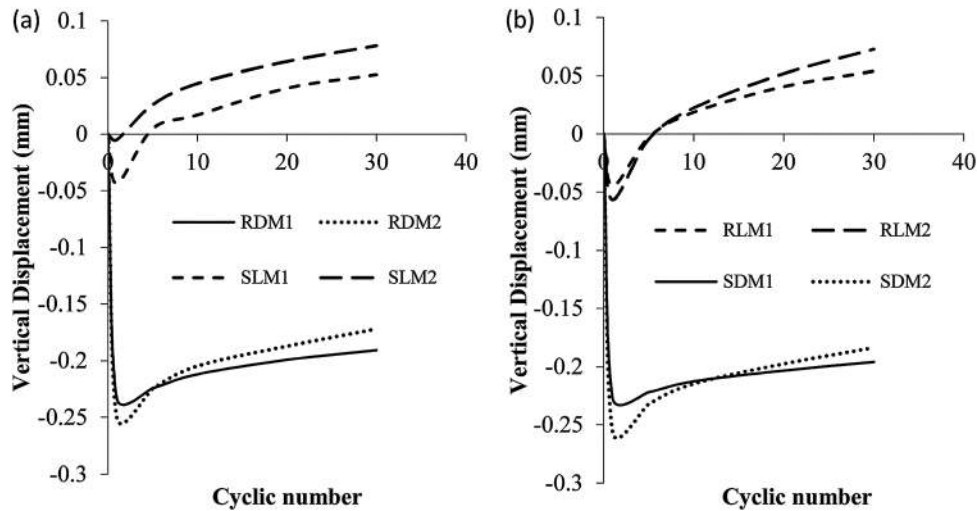 (a)
0.1
0.05
0
-0.05
-0.1
-0.15
-0.2
-0.25
-0.3
0
10
20
30
40
Vertical Displacement (mm)
Cyclic number
RDM1
RDM2
SLM1
SLM2
(b)
0.1
0.05
0
-0.05
-0.1
-0.15
-0.2
-0.25
-0.3
0
10
20
30
40
Vertical Displacement (mm)
Cyclic number
RLM1
RLM2
SDM1
SDM2